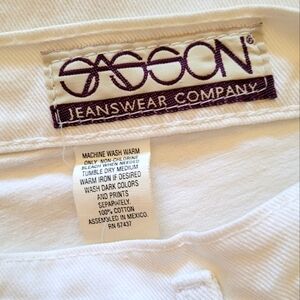 SASSON®
JEANSWEAR COMPANY
MACHINE WASH WARM
ONLY NON-CHLORINE
BLEACH WHEN NEEDED
TUMBLE DRY MEDIUM
WARM IRON IF DESIRED
WASH DARK COLORS
AND PRINTS
SEPARATELY.
100% COTTON
ASSEMBLED IN MEXICO.
RN 67437